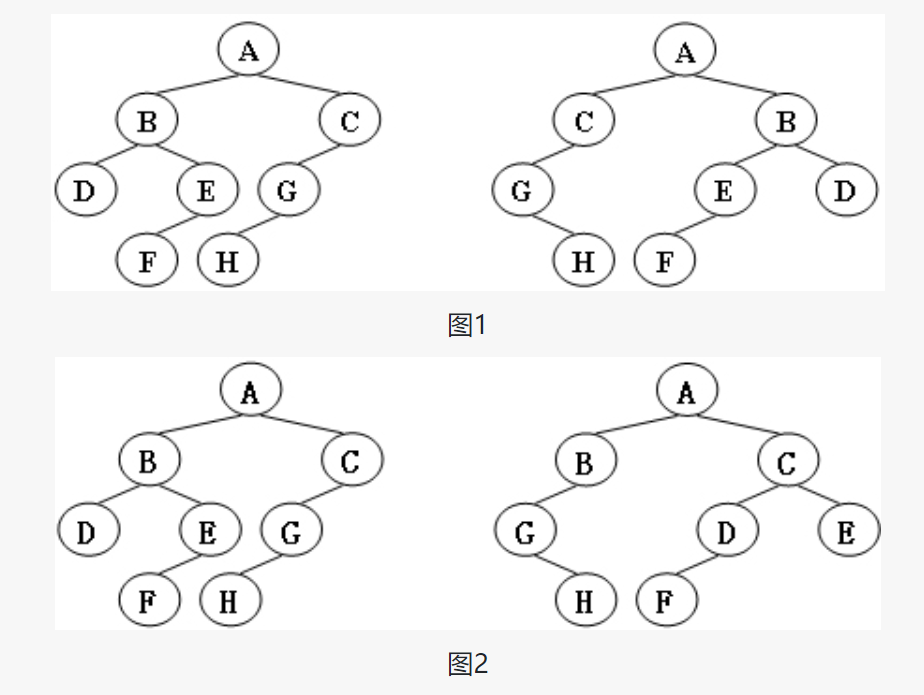 A A
B C C B
D E G G E D
F H H F
图1
A A
B C B C
D E G G D E
F H H F
图2